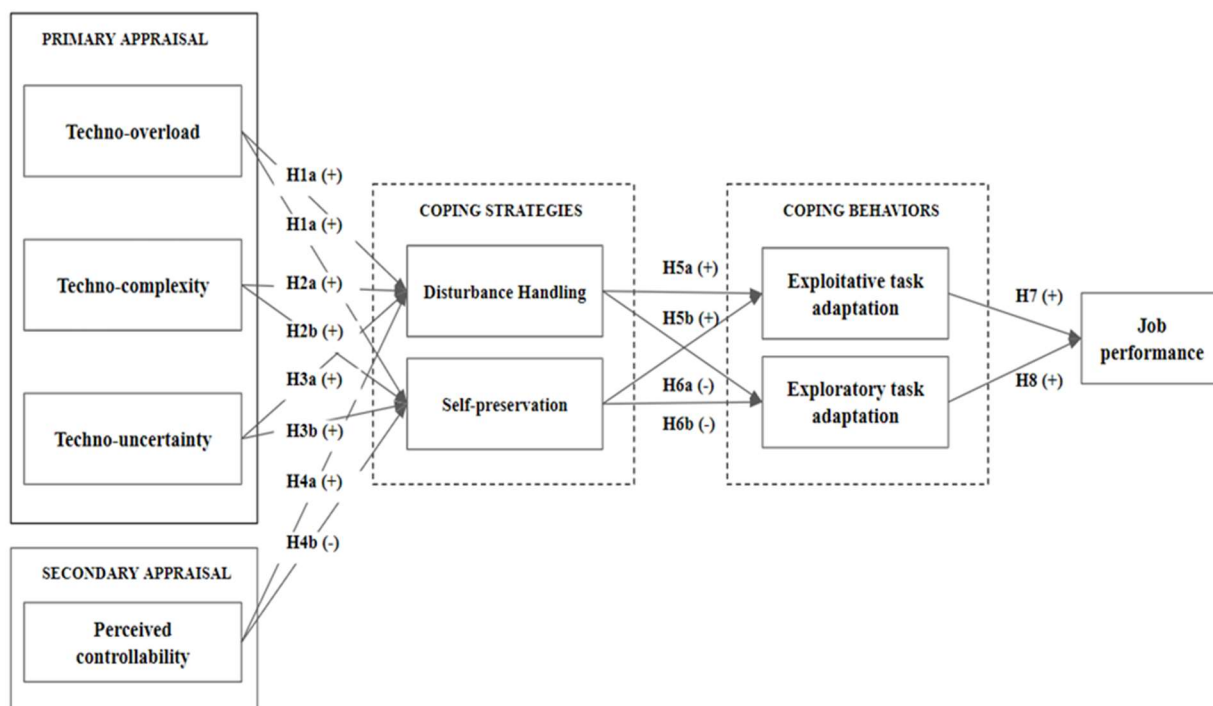 PRIMARY APPRAISAL
Techno-overload
Techno-complexity
Techno-uncertainty
SECONDARY APPRAISAL
Perceived
controllability
H1a (+)
H1a (+)
H2a (+)
H2b (+)
H3a (+)
H3b (+)
H4a (+)
H4b (-)
COPING STRATEGIES
Disturbance Handling
Self-preservation
H5a (+)
H5b (+)
H6a (-)
H6b (-)
COPING BEHAVIORS
Exploitative task
adaptation
Exploratory task
adaptation
H7 (+)
H8 (+)
Job
performance